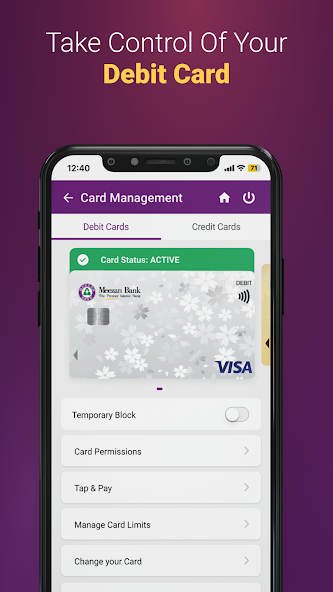 Take Control Of Your
Debit Card
12:40
71
Card Management
Debit Cards
Credit Cards
Card Status: ACTIVE
DEBIT
Meezan Bank
The Premier Islamic Bank
VISA
Temporary Block
Card Permissions
Tap & Pay
Manage Card Limits
Change your Card